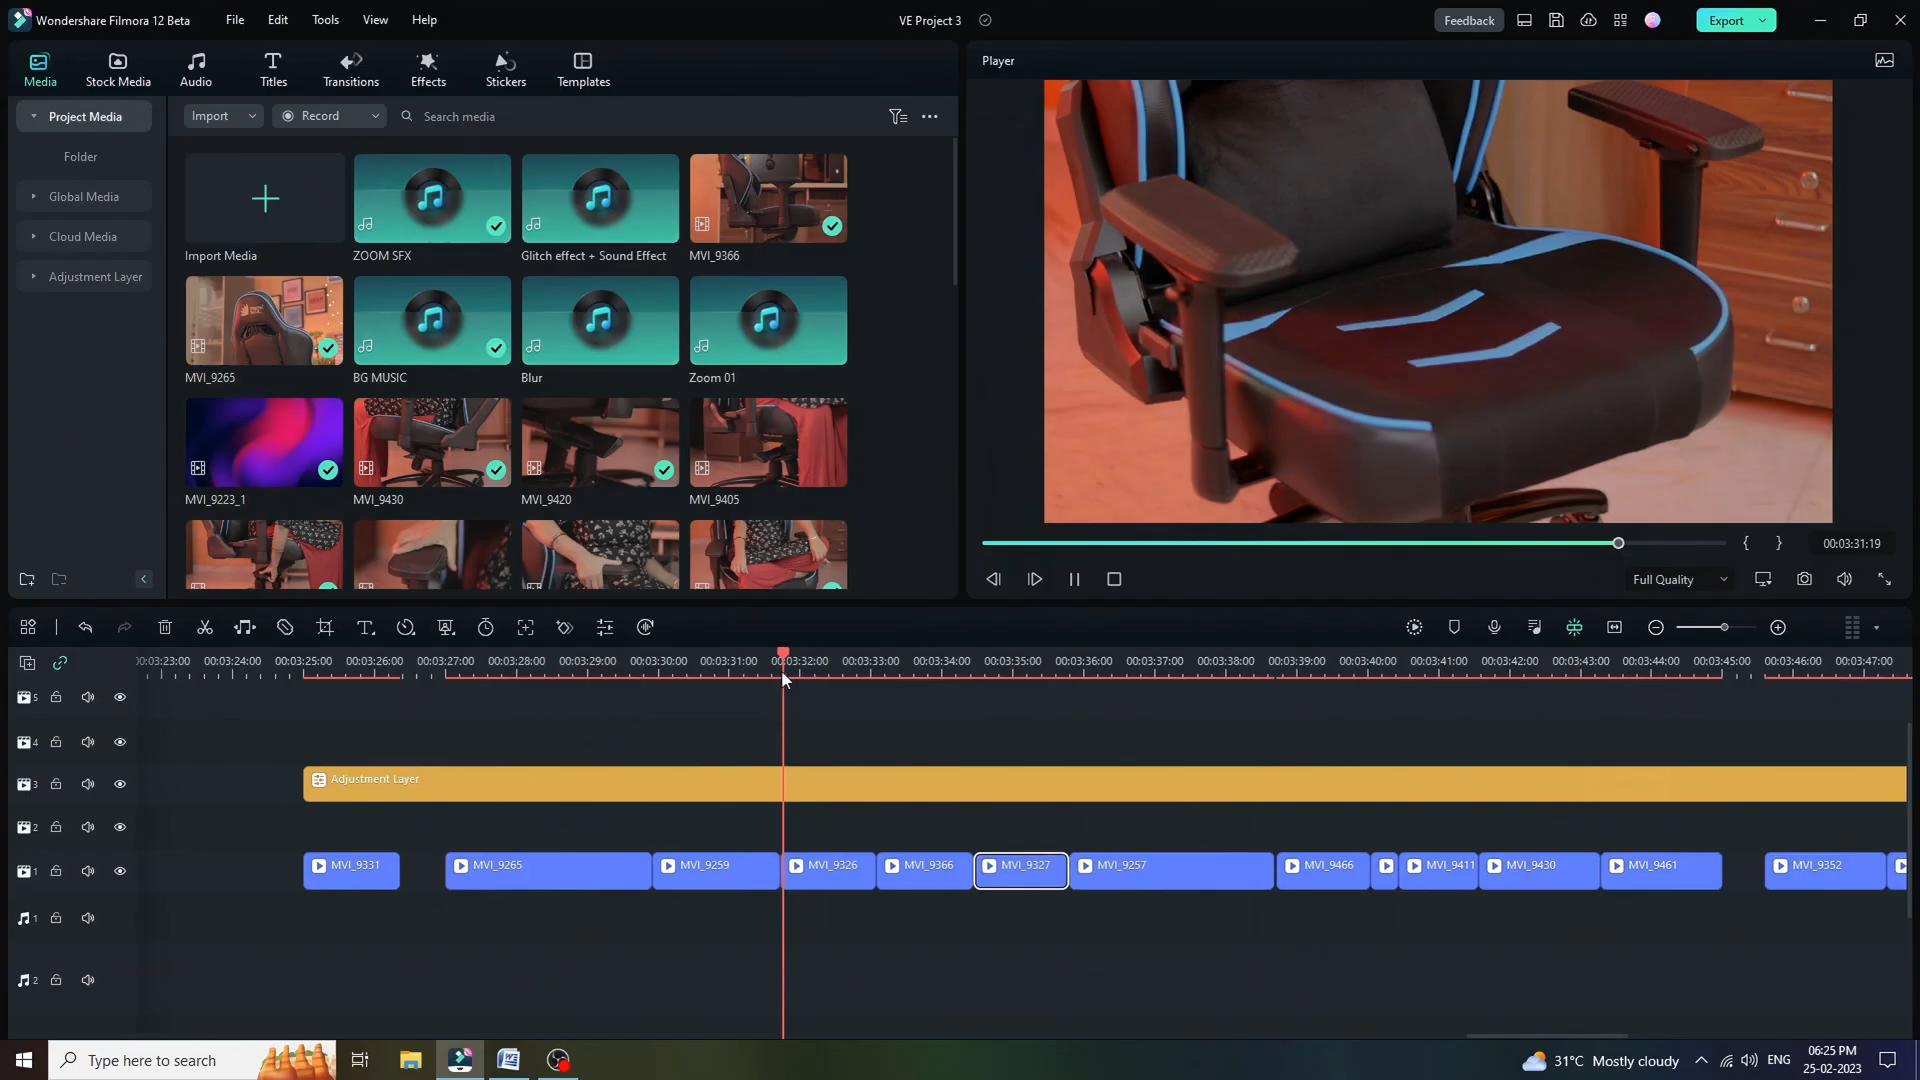 Wondershare Filmora 12 Beta
File
Edit
Tools
View
Help
VE Project 3
Feedback
Export
Media
Stock Media
Audio
Titles
Transitions
Effects
Stickers
Templates
Player
Project Media
Folder
Global Media
Cloud Media
Adjustment Layer
Import
Record
Search media
Import Media
ZOOM SFX
Glitch effect + Sound Effect
MVI_9366
MVI_9265
BG MUSIC
Blur
Zoom 01
MVI_9223_1
MVI_9430
MVI_9420
MVI_9405
00:03:31:19
Full Quality
00:03:23:00 00:03:24:00 00:03:25:00 00:03:26:00 00:03:27:00 00:03:28:00 00:03:29:00 00:03:30:00 00:03:31:00 00:03:32:00 00:03:33:00 00:03:34:00 00:03:35:00 00:03:36:00 00:03:37:00 00:03:38:00 00:03:39:00 00:03:40:00 00:03:41:00 00:03:42:00 00:03:43:00 00:03:44:00 00:03:45:00 00:03:46:00 00:03:47:00
5
4
3
Adjustment Layer
2
1
MVI_9331
MVI_9265
MVI_9259
MVI_9326
MVI_9366
MVI_9327
MVI_9257
MVI_9466
MVI_9411
MVI_9430
MVI_9461
MVI_9352
1
2
Type here to search
31°C Mostly cloudy
ENG
06:25 PM
25-02-2023